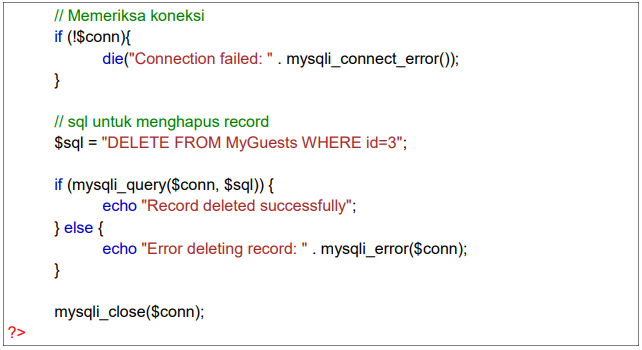 // Memeriksa koneksi
if (!$conn){
die("Connection failed: " . mysqli_connect_error());
}
// sql untuk menghapus record
$sql = "DELETE FROM MyGuests WHERE id=3";
if (mysqli_query($conn, $sql)) {
echo "Record deleted successfully";
} else {
echo "Error deleting record: " . mysqli_error($conn);
}
mysqli_close($conn);
?>